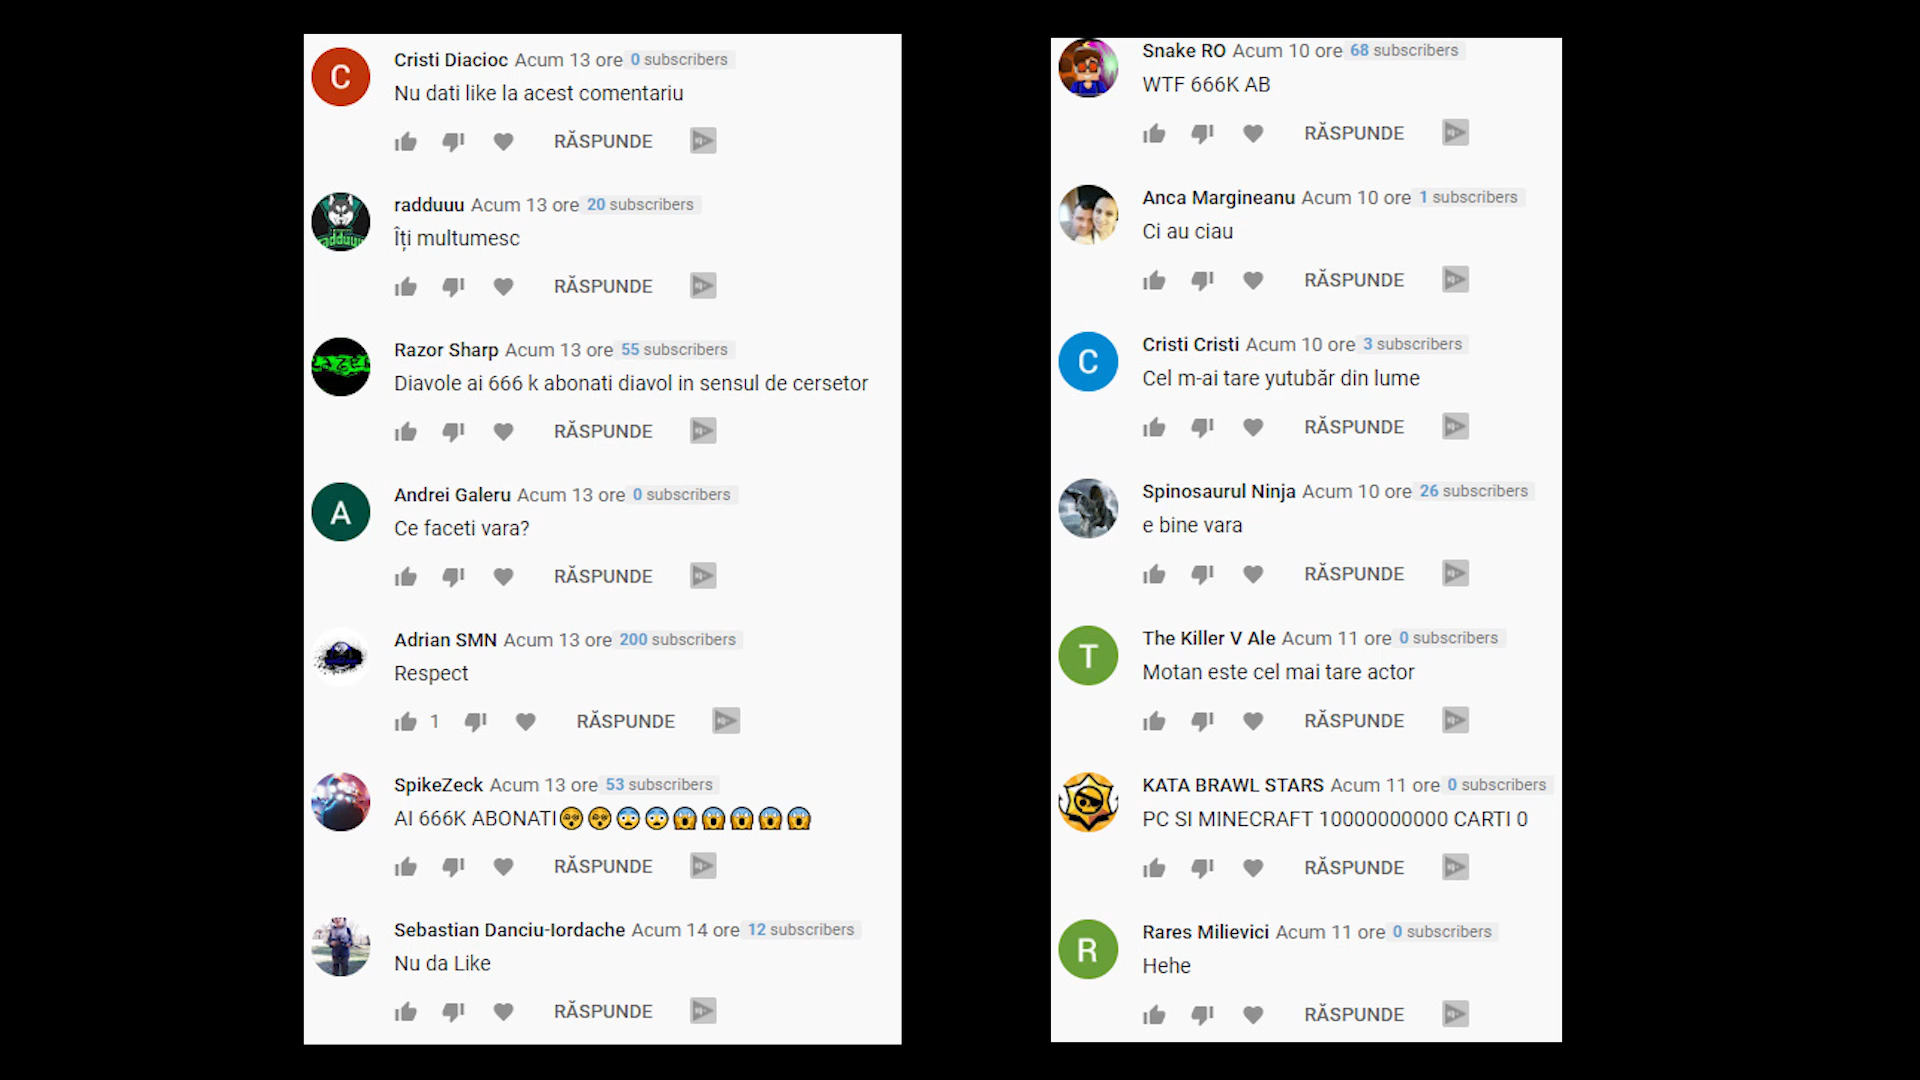 C
Cristi Diacioc Acum 13 ore 0 subscribers
Nu dati like la acest comentariu
RĂSPUNDE
radduuu
radduuu Acum 13 ore 20 subscribers
Îți multumesc
RĂSPUNDE
Razor Sharp Acum 13 ore 55 subscribers
Diavole ai 666 k abonati diavol in sensul de cersetor
RĂSPUNDE
A
Andrei Galeru Acum 13 ore 0 subscribers
Ce faceti vara?
RĂSPUNDE
Adrian SMN Acum 13 ore 200 subscribers
Respect
1 RĂSPUNDE
SpikeZeck Acum 13 ore 53 subscribers
AI 666K ABONATI😵😵😨😨😱😱😱😱😱
RĂSPUNDE
Sebastian Danciu-Iordache Acum 14 ore 12 subscribers
Nu da Like
RĂSPUNDE
Snake RO Acum 10 ore 68 subscribers
WTF 666K AB
RĂSPUNDE
Anca Margineanu Acum 10 ore 1 subscribers
Ci au ciau
RĂSPUNDE
C
Cristi Cristi Acum 10 ore 3 subscribers
Cel m-ai tare yutubăr din lume
RĂSPUNDE
Spinosaurul Ninja Acum 10 ore 26 subscribers
e bine vara
RĂSPUNDE
T
The Killer V Ale Acum 11 ore 0 subscribers
Motan este cel mai tare actor
RĂSPUNDE
KATA BRAWL STARS Acum 11 ore 0 subscribers
PC SI MINECRAFT 10000000000 CARTI 0
RĂSPUNDE
R
Rares Milievici Acum 11 ore 0 subscribers
Hehe
RĂSPUNDE